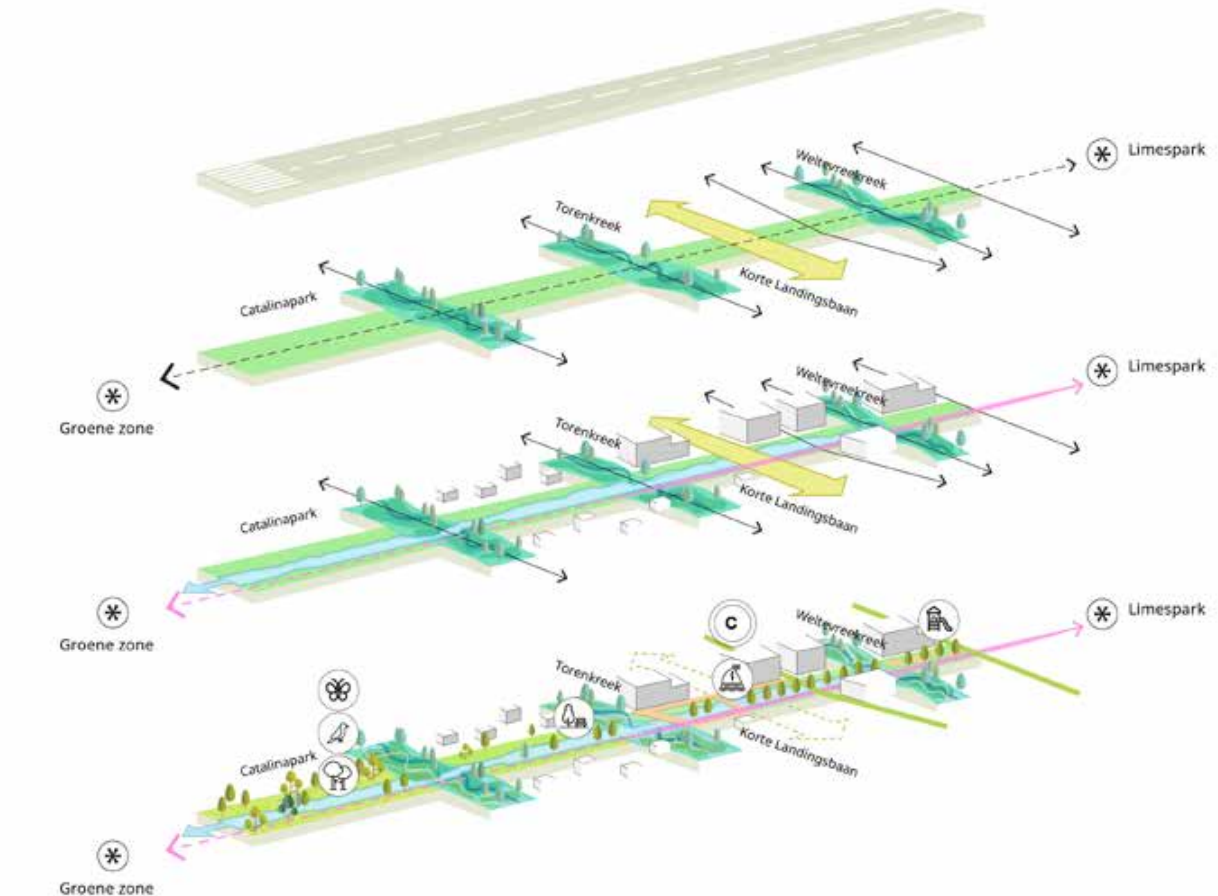 Limespark
Weltevreekreek
Torenkreek
Korte Landingsbaan
Catalinapark
Groene zone
Limespark
Weltevreekreek
Torenkreek
Korte Landingsbaan
Catalinapark
Groene zone
Limespark
C
Weltevreekreek
Torenkreek
Korte Landingsbaan
Catalinapark
Groene zone